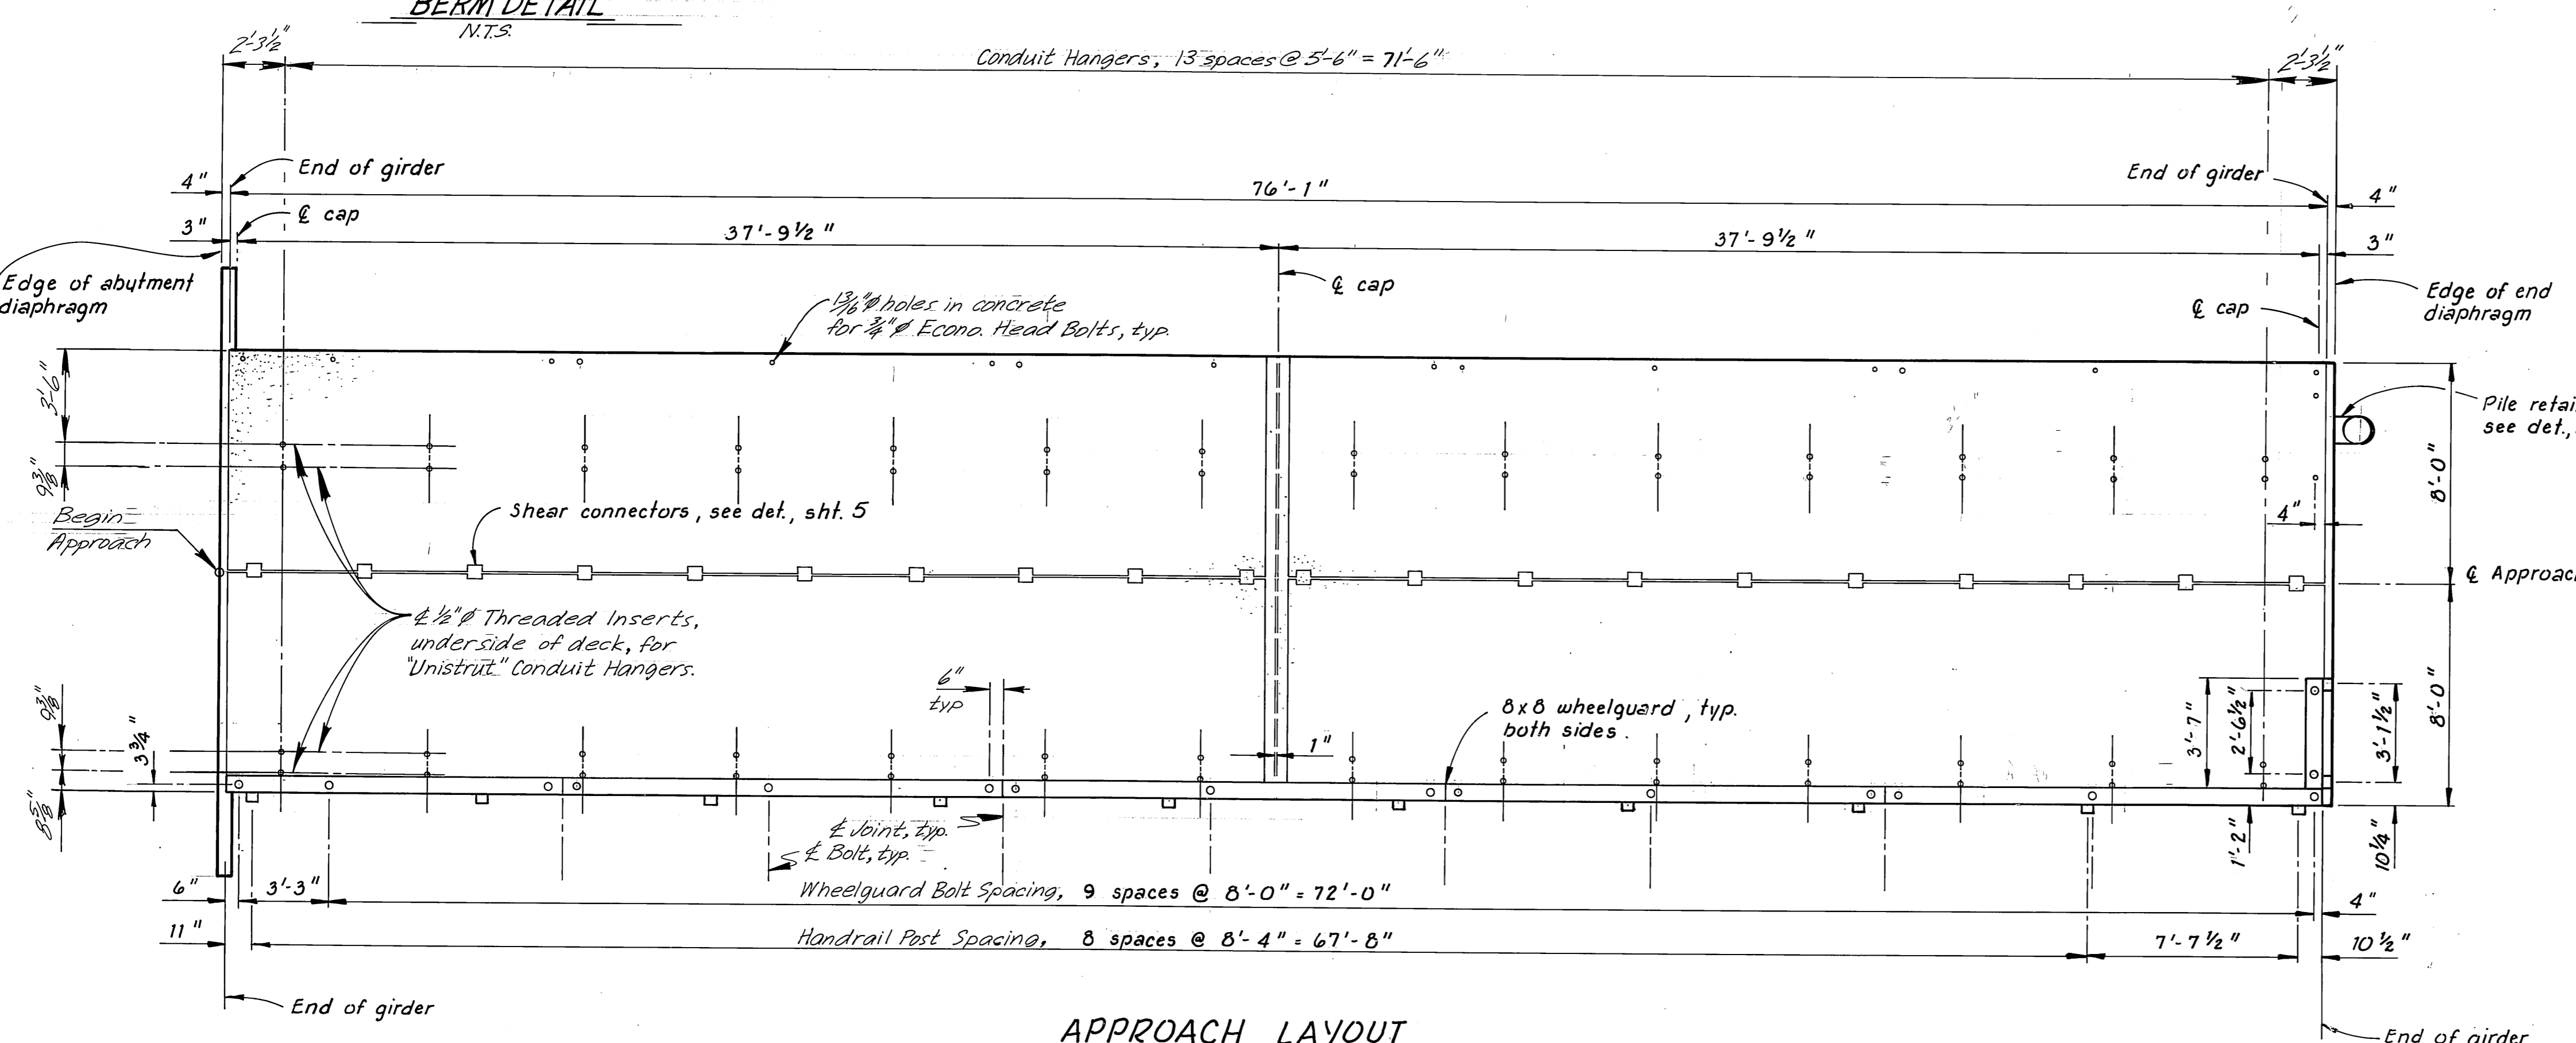 BERM DETAIL
N.T.S.
2'-3½"
Conduit Hangers, 13 spaces @ 5'-6" = 71'-6"
2'-3½"
End of girder
End of girder
4"
76'-1"
4"
℄ cap
3"
37'-9½"
37'-9½"
3"
Edge of abutment
diaphragm
℄ cap
Edge of end
diaphragm
℄ cap
13/16"⌀ holes in concrete
for ¾"⌀ Econo. Head Bolts, typ.
3'-6"
9⅜"
Pile
see det.,
8'-0"
4"
Shear connectors, see det., sht. 5
Begin
Approach
℄
℄ ½"⌀ Threaded Inserts,
underside of deck, for
"Unistrut" Conduit Hangers.
6"
typ
8x8 wheelguard, typ.
both sides.
9⅜"
3¾"
8⅝"
1"
3'-7"
2'-6½"
3'-1½"
8'-0"
℄ Joint, typ.
℄ Bolt, typ.
1'-2"
10¼"
6"
3'-3"
Wheelguard Bolt Spacing, 9 spaces @ 8'-0" = 72'-0"
4"
11"
Handrail Post Spacing, 8 spaces @ 8'-4" = 67'-8"
7'-7½"
10½"
End of girder
APPROACH LAYOUT
End of girder